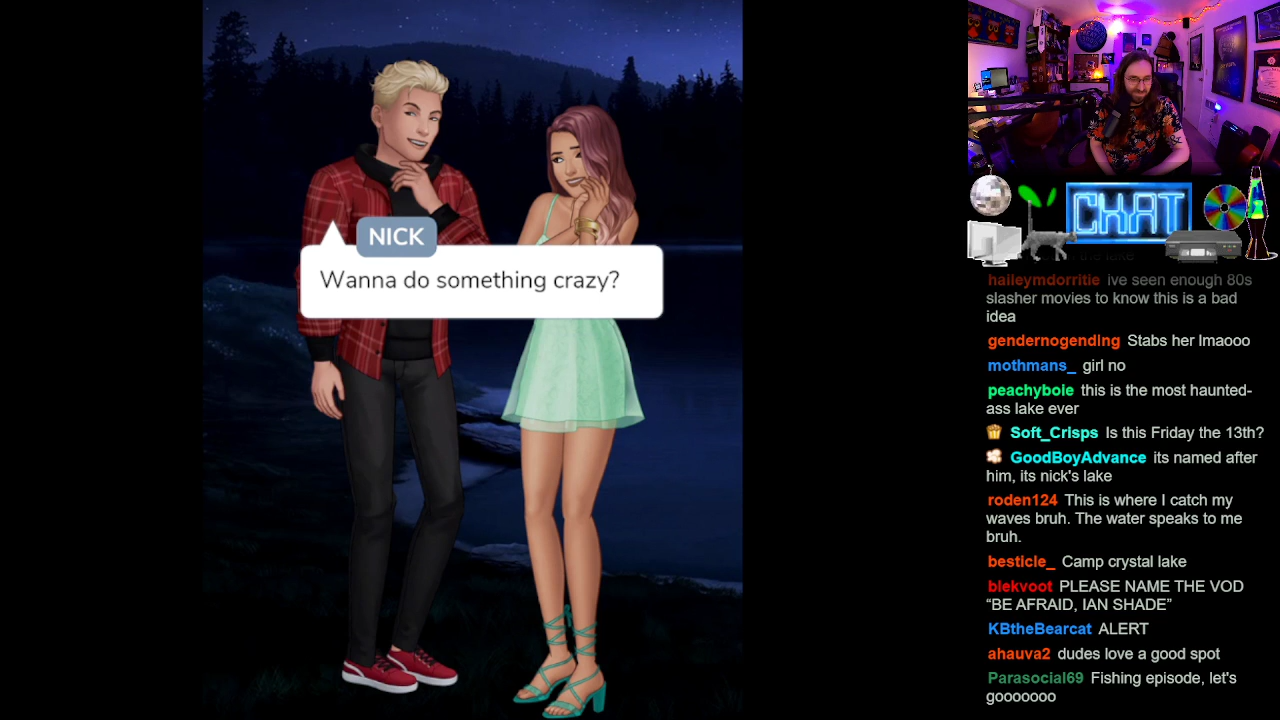 NICK
Wanna do something crazy?
CHAT
haileymdorritie ive seen enough 80s
slasher movies to know this is a bad
idea
gendernogending Stabs her lmaooo
mothmans_ girl no
peachyboie this is the most haunted-
ass lake ever
Soft_Crisps Is this Friday the 13th?
GoodBoyAdvance its named after
him, its nick's lake
roden124 This is where I catch my
waves bruh. The water speaks to me
bruh.
besticle_ Camp crystal lake
blekvoot PLEASE NAME THE VOD
“BE AFRAID, IAN SHADE”
KBtheBearcat ALERT
ahauva2 dudes love a good spot
Parasocial69 Fishing episode, let's
gooooooo